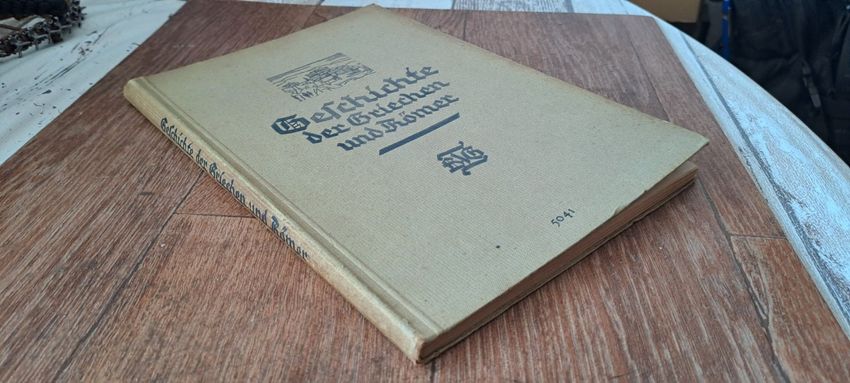 Geschichte
der Griechen
und Römer
5041
Geschichte der Griechen und Römer